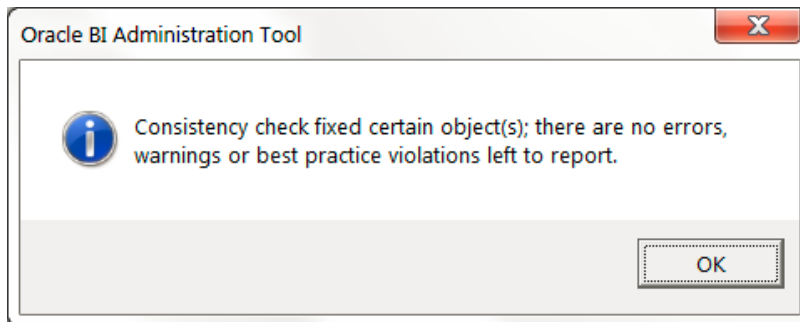 Oracle BI Administration Tool
Consistency check fixed certain object(s); there are no errors,
warnings or best practice violations left to report.
OK